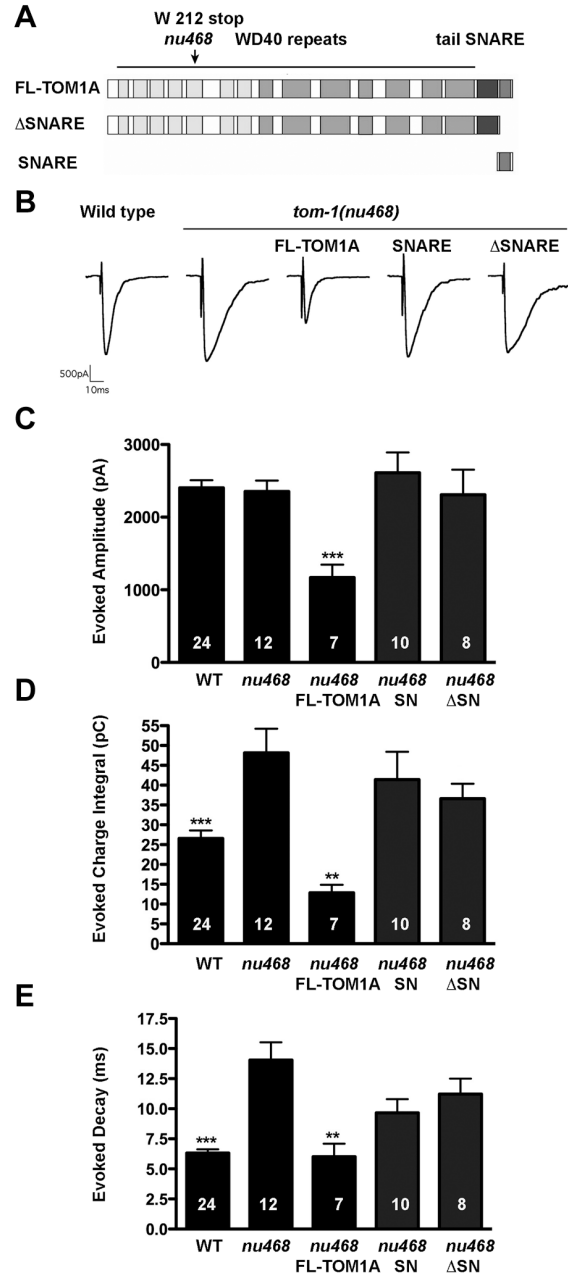 A
W 212 stop
nu468 WD40 repeats tail SNARE
FL-TOM1A
ΔSNARE
SNARE
B
Wild type tom-1(nu468)
FL-TOM1A SNARE ΔSNARE
500pA
10ms
C
Evoked Amplitude (pA)
3000
2000
1000
0
***
24 12 7 10 8
WT nu468 nu468 nu468 nu468
FL-TOM1A SN ΔSN
D
Evoked Charge Integral (pC)
55
50
45
40
35
30
25
20
15
10
5
0
*** **
24 12 7 10 8
WT nu468 nu468 nu468 nu468
FL-TOM1A SN ΔSN
E
Evoked Decay (ms)
17.5
15.0
12.5
10.0
7.5
5.0
2.5
0.0
*** **
24 12 7 10 8
WT nu468 nu468 nu468 nu468
FL-TOM1A SN ΔSN